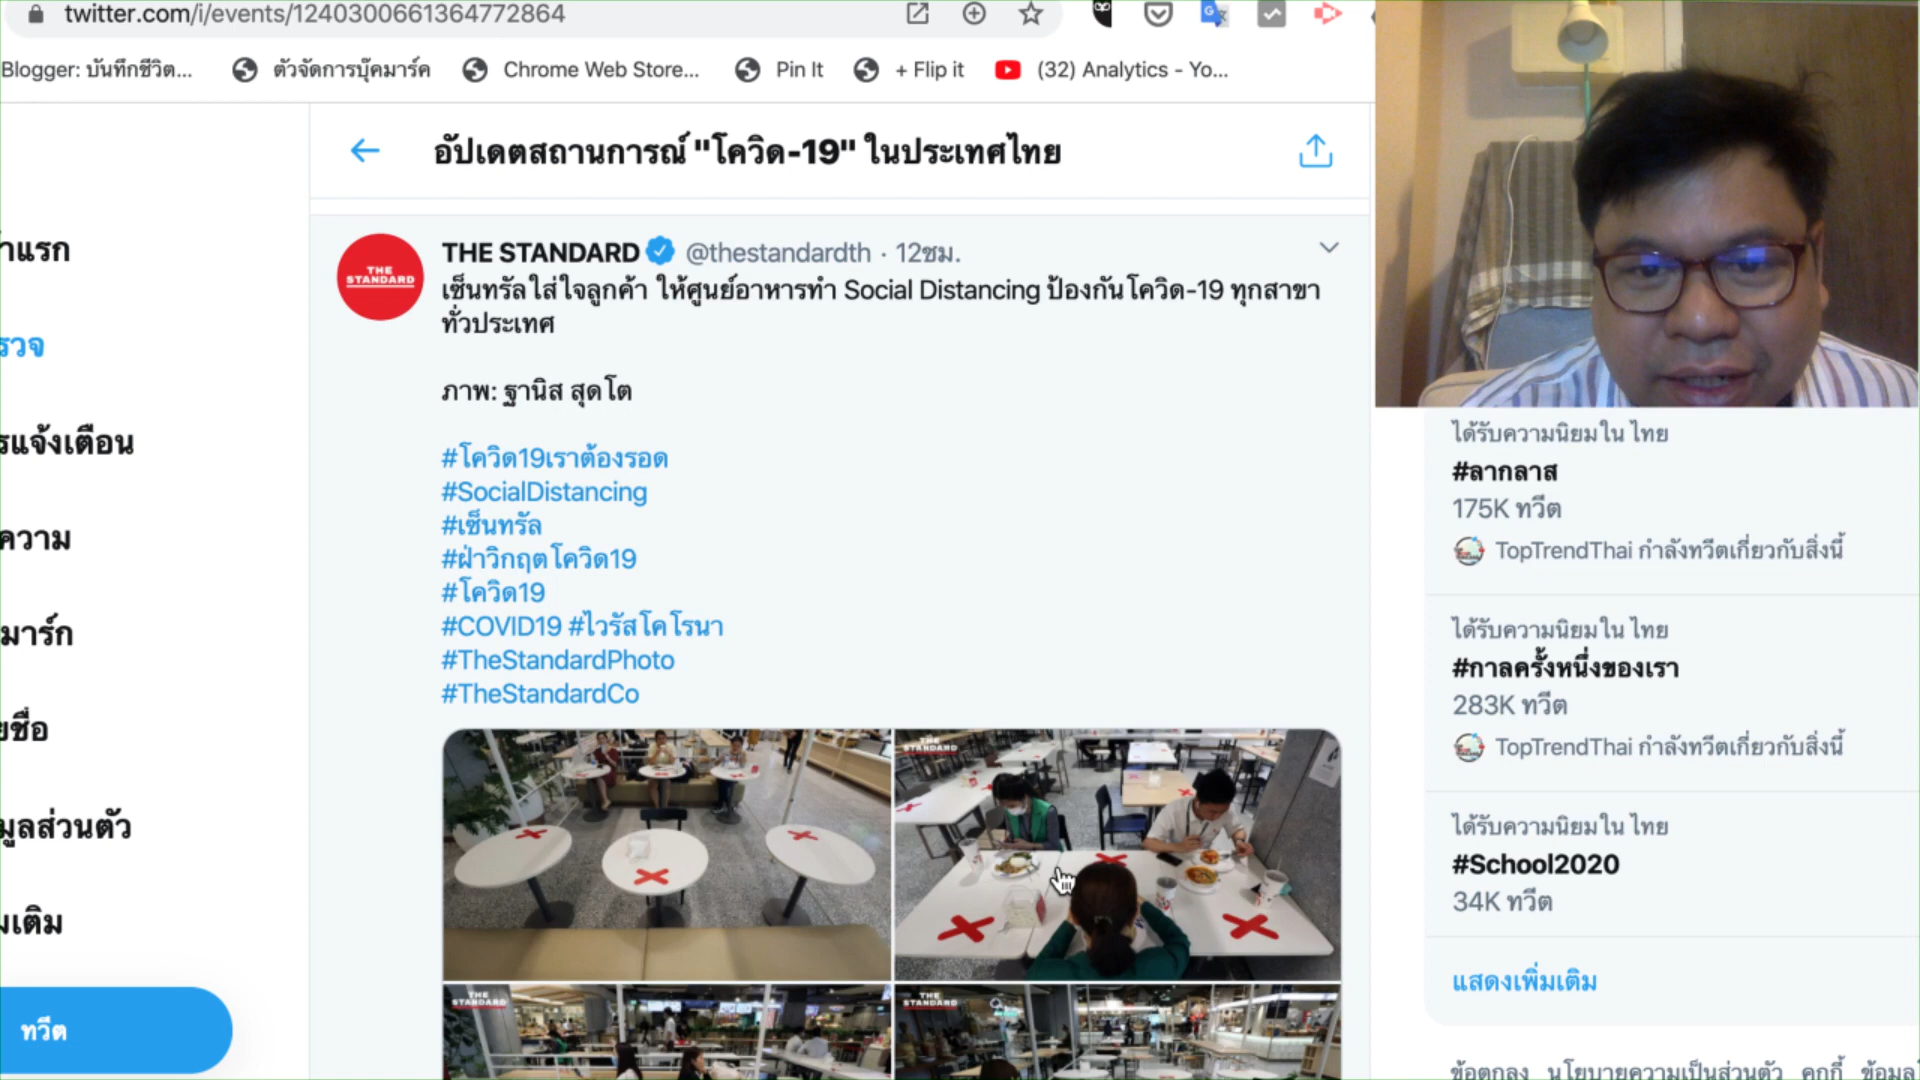 twitter.com/i/events/1240300661364772864
Blogger: บันทึกชีวิต... ตัวจัดการบุ๊คมาร์ค Chrome Web Store... Pin It + Flip it (32) Analytics - Yo...
อัปเดตสถานการณ์ "โควิด-19" ในประเทศไทย
THE STANDARD @thestandardth · 12ชม.
THE
STANDARD
เซ็นทรัลใส่ใจลูกค้า ให้ศูนย์อาหารทำ Social Distancing ป้องกันโควิด-19 ทุกสาขา
ทั่วประเทศ
ภาพ: ฐานิส สุดโต
#โควิด19เราต้องรอด
#SocialDistancing
#เซ็นทรัล
#ฝ่าวิกฤตโควิด19
#โควิด19
#COVID19 #ไวรัสโคโรนา
#TheStandardPhoto
#TheStandardCo
THE
STANDARD
THE
STANDARD
THE
STANDARD
าแรก
รวจ
รแจ้งเตือน
ความ
มาร์ก
ยชื่อ
มูลส่วนตัว
มเติม
ทวีต
ได้รับความนิยมใน ไทย
#ลากลาส
175K ทวีต
TopTrendThai กำลังทวีตเกี่ยวกับสิ่งนี้
ได้รับความนิยมใน ไทย
#กาลครั้งหนึ่งของเรา
283K ทวีต
TopTrendThai กำลังทวีตเกี่ยวกับสิ่งนี้
ได้รับความนิยมใน ไทย
#School2020
34K ทวีต
แสดงเพิ่มเติม
ข้อตกลง นโยบายความเป็นส่วนตัว คุกกี้ ข้อมูล